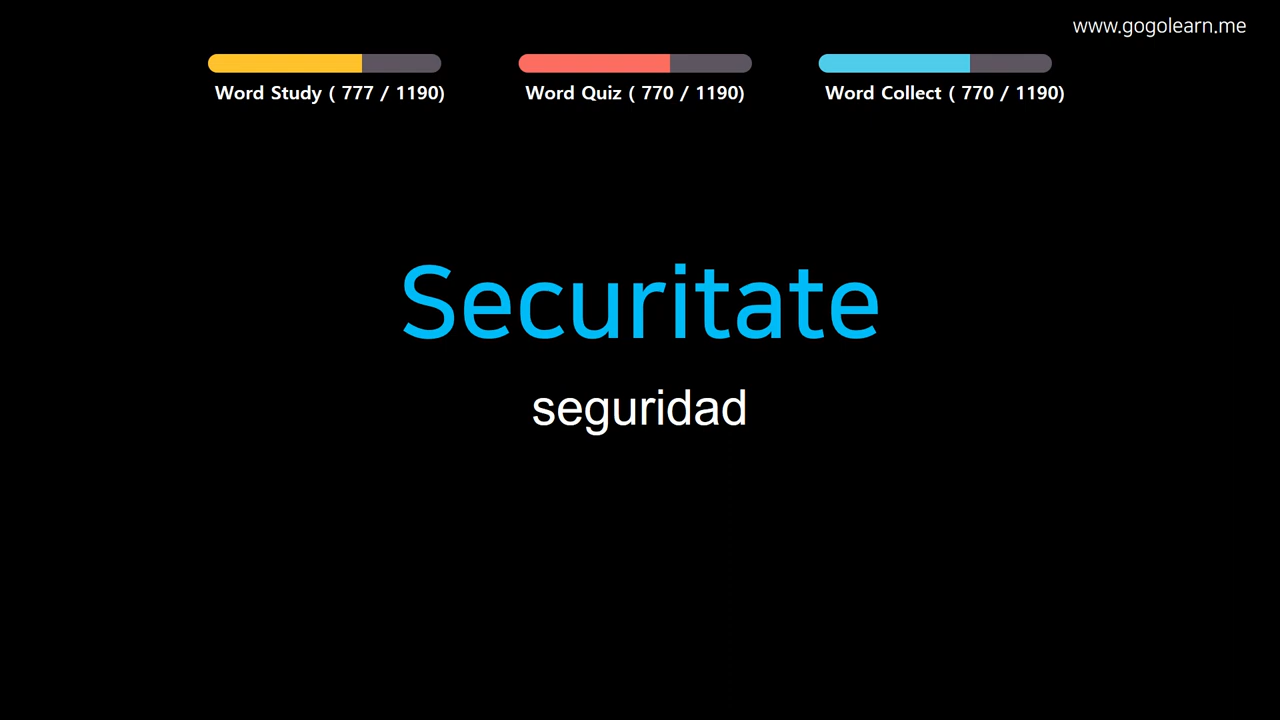 www.gogolearn.me
Word Study ( 777 / 1190)
Word Quiz ( 770 / 1190)
Word Collect ( 770 / 1190)
Securitate
seguridad